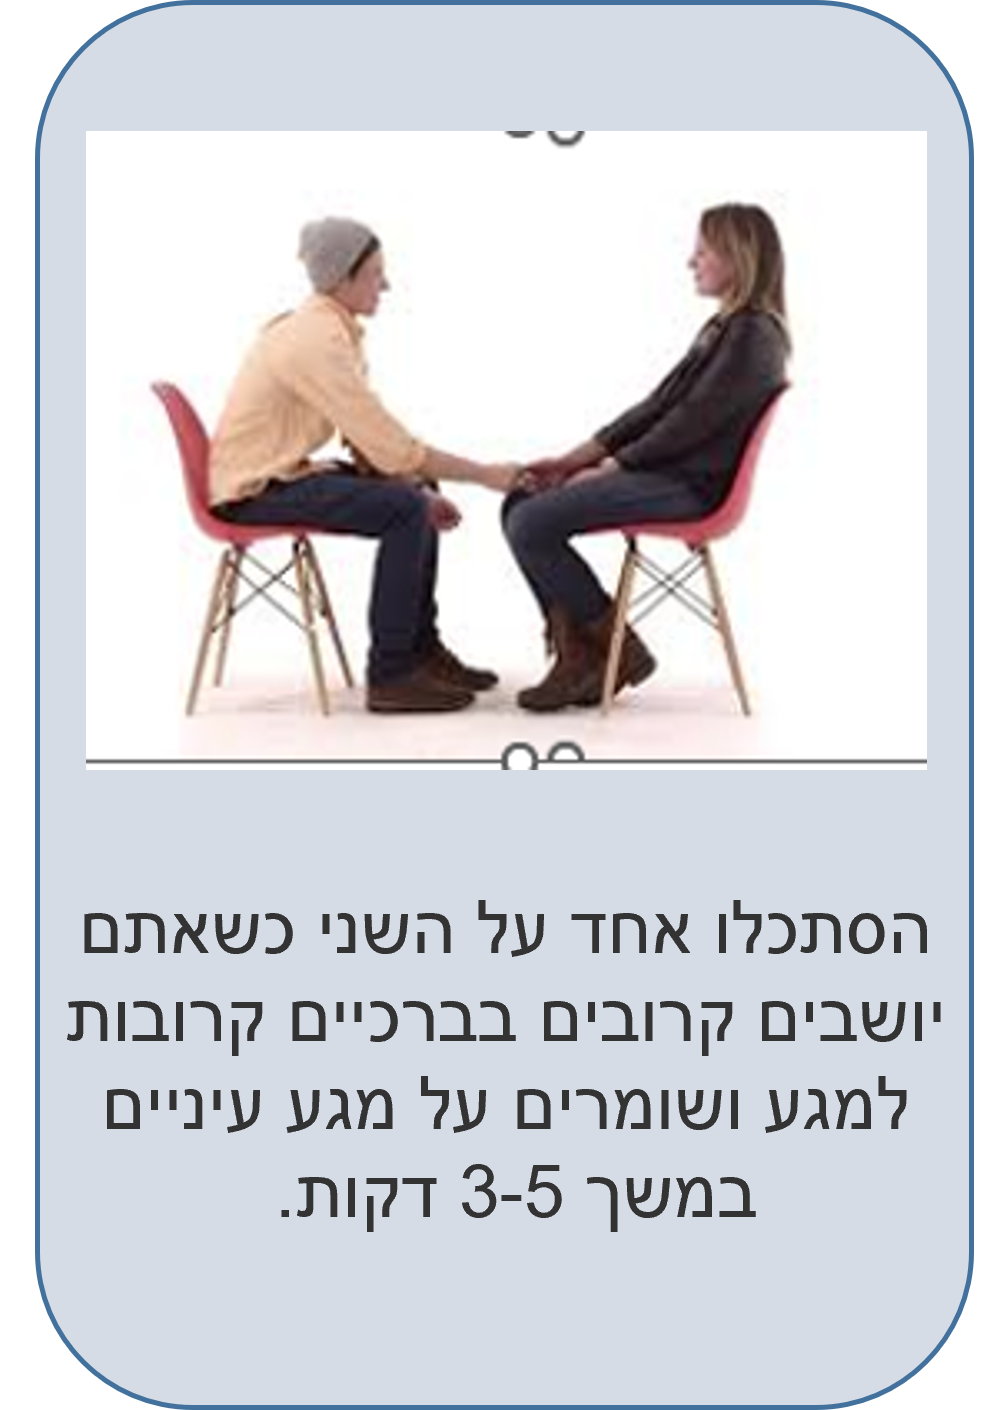 הסתכלו אחד על השני כשאתם
יושבים קרובים בברכיים קרובות
למגע ושומרים על מגע עיניים
במשך 3-5 דקות.